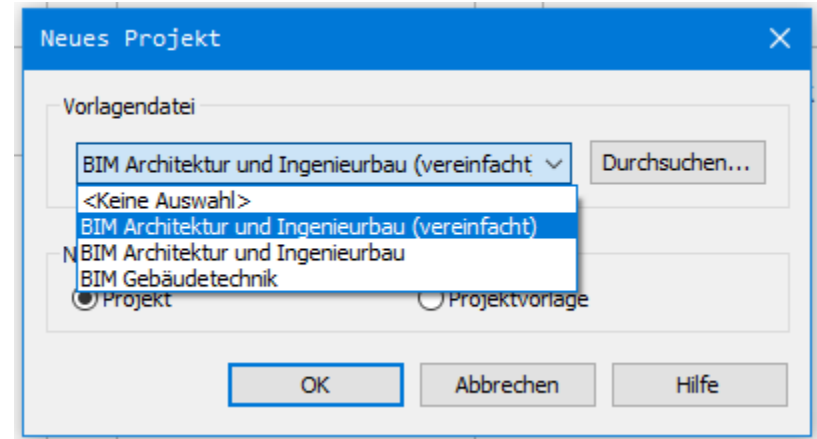 Neues Projekt
Vorlagendatei
BIM Architektur und Ingenieurbau (vereinfacht
Durchsuchen...
<Keine Auswahl>
BIM Architektur und Ingenieurbau (vereinfacht)
BIM Architektur und Ingenieurbau
BIM Gebäudetechnik
Projekt
Projektvorlage
OK
Abbrechen
Hilfe